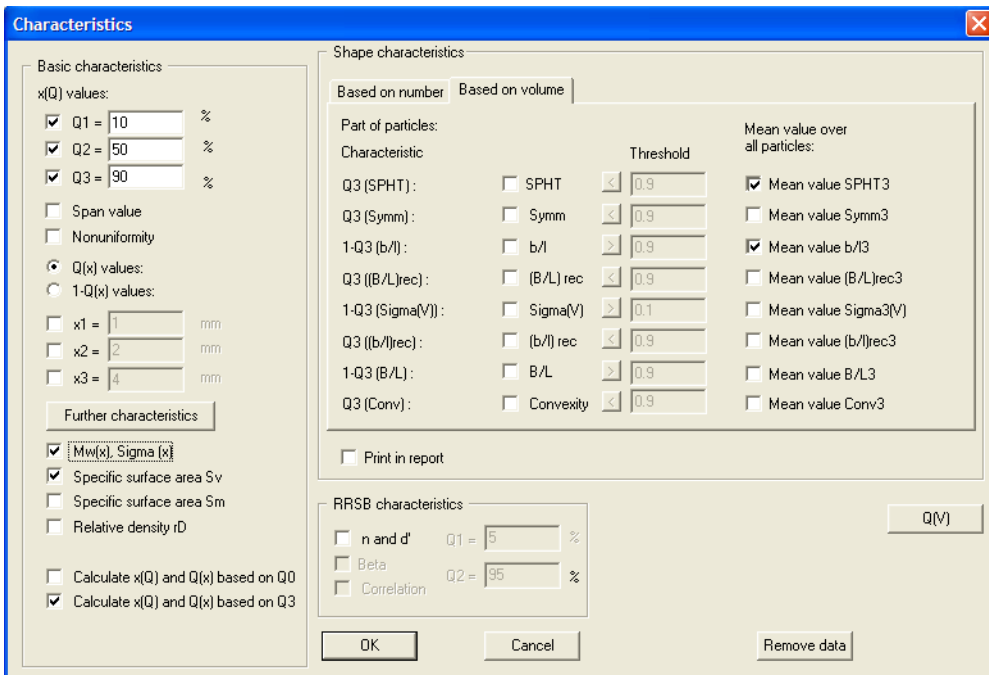 Characteristics
Basic characteristics
x(Q) values:
Q1 = 10 %
Q2 = 50 %
Q3 = 90 %
Span value
Nonuniformity
Q(x) values:
1-Q(x) values:
x1 = 1 mm
x2 = 2 mm
x3 = 4 mm
Further characteristics
Mw(x), Sigma (x)
Specific surface area Sv
Specific surface area Sm
Relative density rD
Calculate x(Q) and Q(x) based on Q0
Calculate x(Q) and Q(x) based on Q3
Shape characteristics
Based on number Based on volume
Part of particles:
Mean value over
all particles:
Characteristic Threshold
Q3 (SPHT) : SPHT < 0.9 Mean value SPHT3
Q3 (Symm) : Symm < 0.9 Mean value Symm3
1-Q3 (b/l) : b/l > 0.9 Mean value b/l3
Q3 ((B/L)rec) : (B/L) rec < 0.9 Mean value (B/L)rec3
1-Q3 (Sigma(V)) : Sigma(V) > 0.1 Mean value Sigma3(V)
Q3 ((b/l)rec) : (b/l) rec < 0.9 Mean value (b/l)rec3
1-Q3 (B/L) : B/L > 0.9 Mean value B/L3
Q3 (Conv) : Convexity < 0.9 Mean value Conv3
Print in report
RRSB characteristics
n and d' Q1 = 5 %
Beta
Q2 = 95 %
Correlation
Q(V)
OK Cancel Remove data